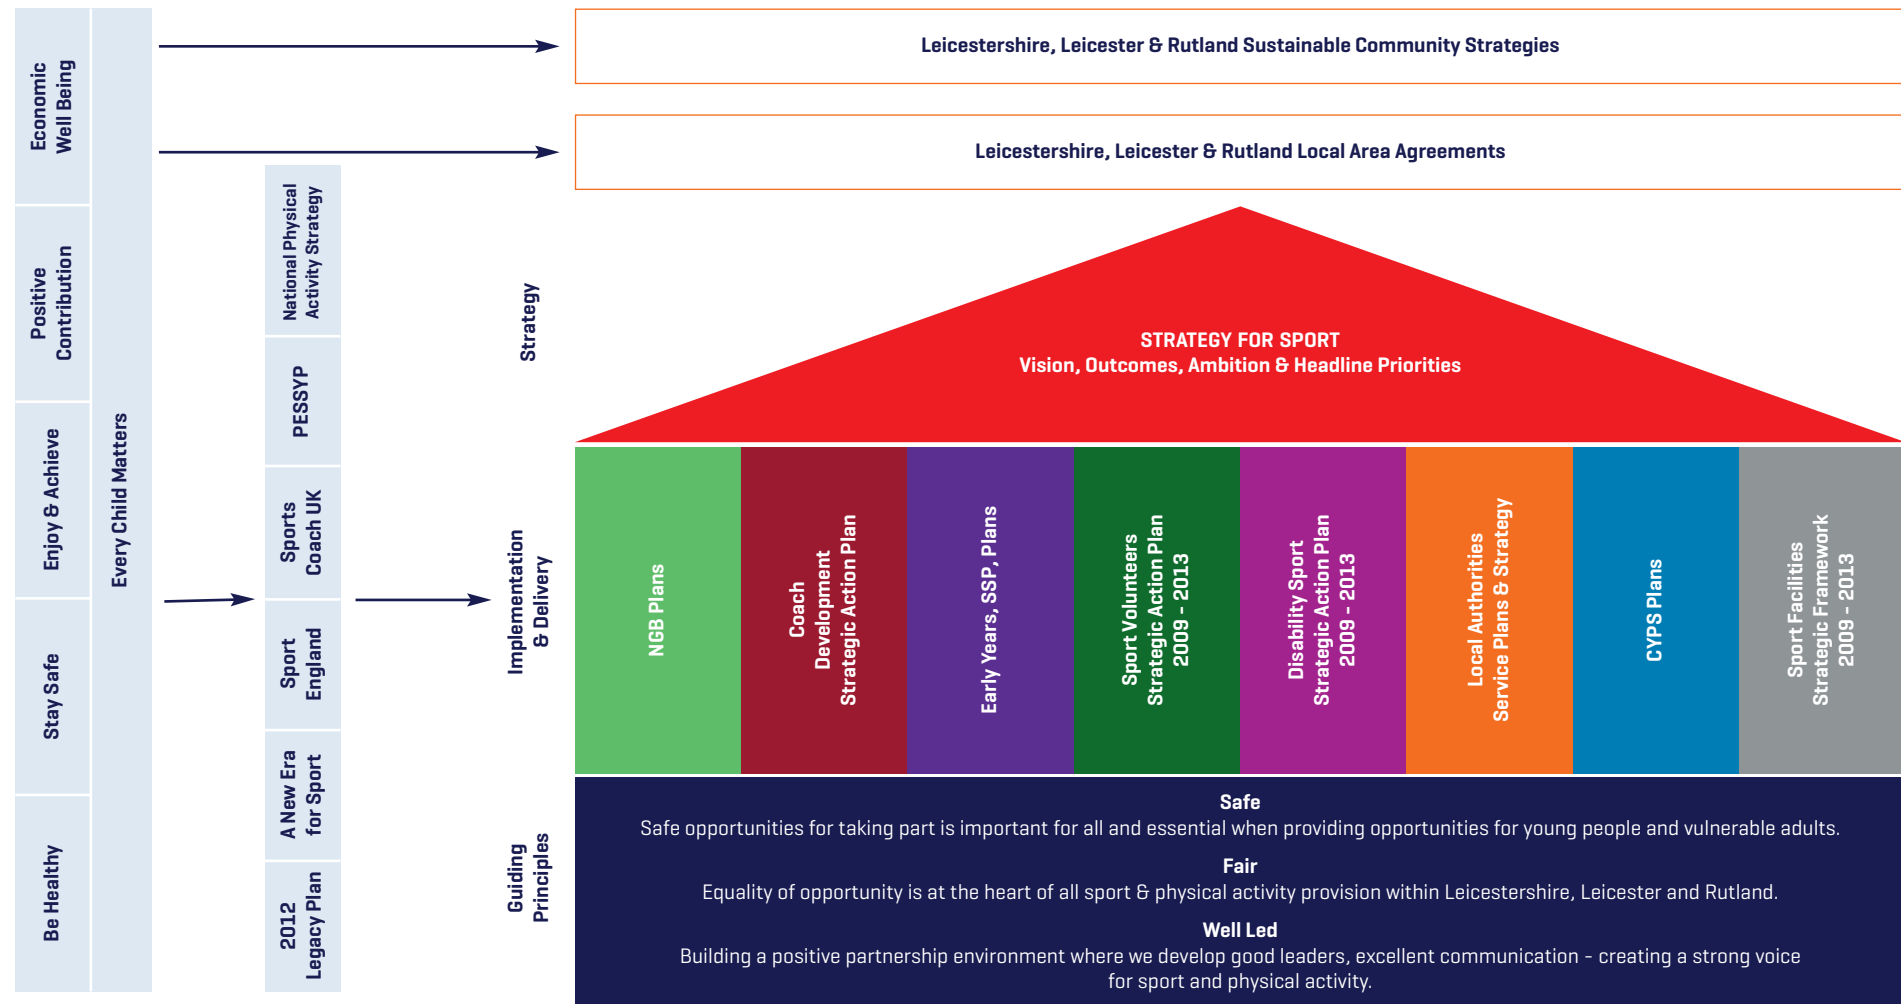 Economic
Well Being
Positive
Contribution
Enjoy & Achieve
Stay Safe
Be Healthy
Every Child Matters
National Physical
Activity Strategy
PESSYP
Sports
Coach UK
Sport
England
A New Era
for Sport
2012
Legacy Plan
Leicestershire, Leicester & Rutland Sustainable Community Strategies
Leicestershire, Leicester & Rutland Local Area Agreements
Strategy
STRATEGY FOR SPORT
Vision, Outcomes, Ambition & Headline Priorities
Implementation
& Delivery
NGB Plans
Coach
Development
Strategic Action Plan
Early Years, SSP, Plans
Sport Volunteers
Strategic Action Plan
2009 - 2013
Disability Sport
Strategic Action Plan
2009 - 2013
Local Authorities
Service Plans & Strategy
CYPS Plans
Sport Facilities
Strategic Framework
2009 - 2013
Guiding
Principles
Safe
Safe opportunities for taking part is important for all and essential when providing opportunities for young people and vulnerable adults.
Fair
Equality of opportunity is at the heart of all sport & physical activity provision within Leicestershire, Leicester and Rutland.
Well Led
Building a positive partnership environment where we develop good leaders, excellent communication - creating a strong voice
for sport and physical activity.